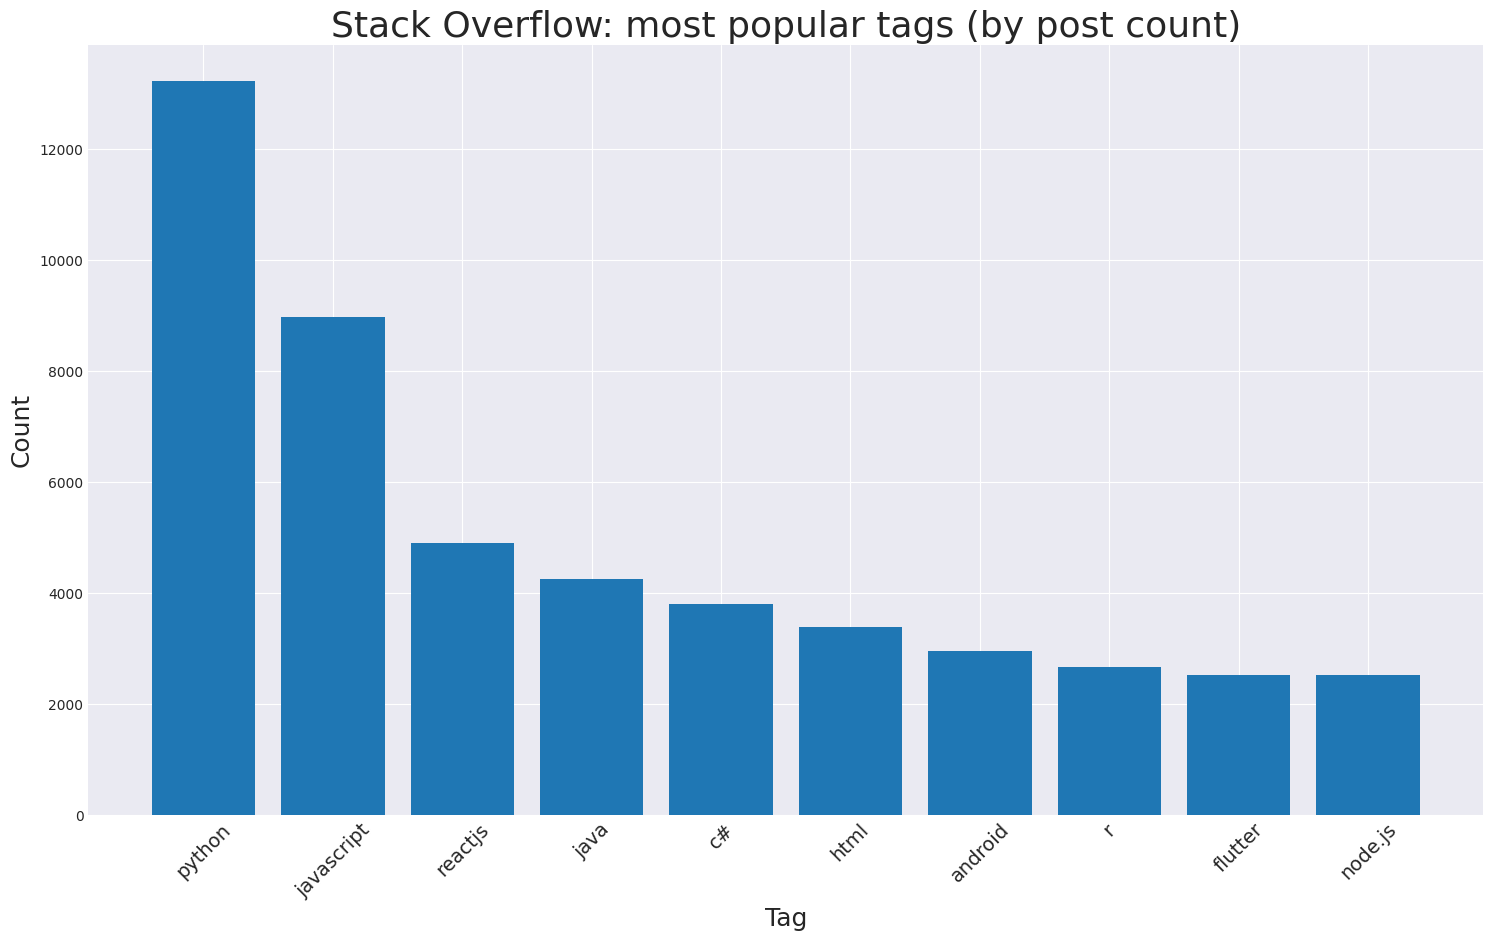 Stack Overflow: most popular tags (by post count)
12000
10000
8000
6000
4000
2000
0
Count
python
javascript
reactjs
java
c#
html
android
r
flutter
node.js
Tag